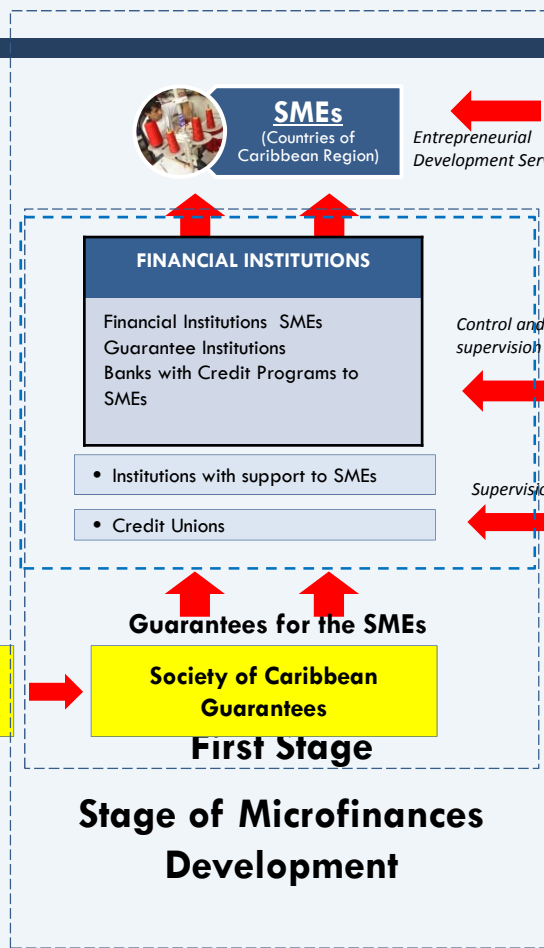 SMEs
(Countries of
Caribbean Region)
Entrepreneurial
Development
FINANCIAL INSTITUTIONS
Financial Institutions  SMEs
Guarantee Institutions
Banks with Credit Programs to
SMEs
Control and
supervision
• Institutions with support to SMEs
• Credit Unions
Guarantees for the SMEs
Society of Caribbean
Guarantees
First Stage
Stage of Microfinances
Development